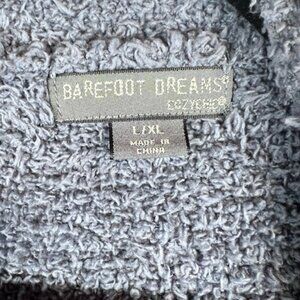 BAREFOOT DREAMS®
COZYCHIC®
L/XL
MADE IN
CHINA